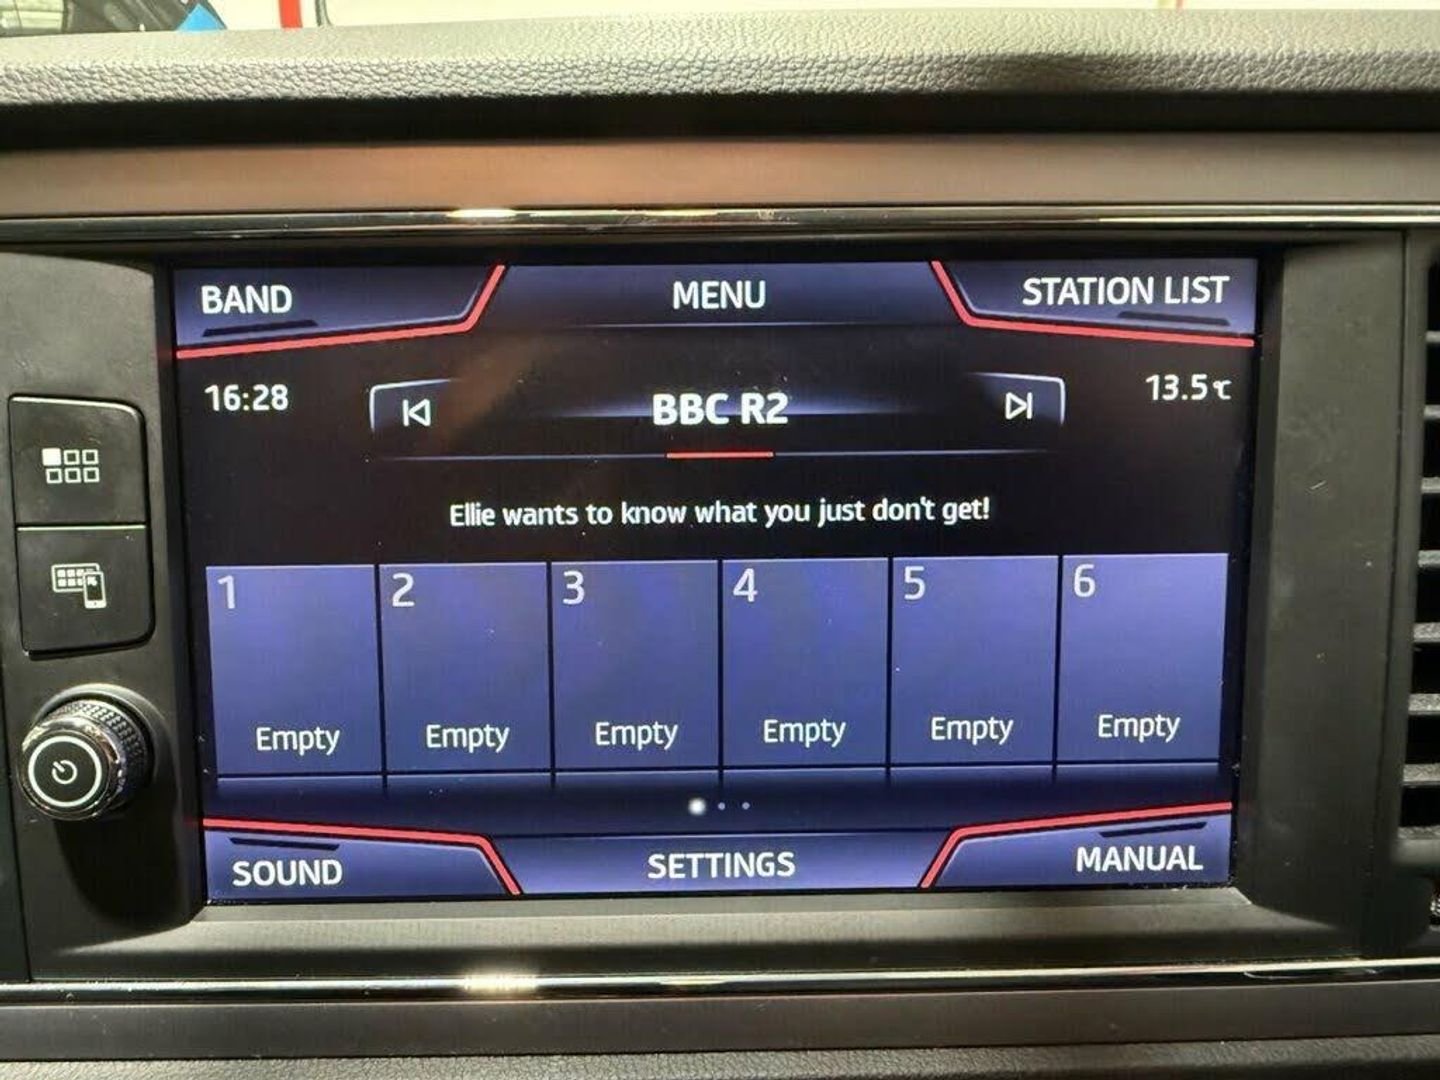 BAND MENU STATION LIST
16:28 BBC R2 13.5℃
Ellie wants to know what you just don't get!
1 2 3 4 5 6
Empty Empty Empty Empty Empty Empty
SOUND SETTINGS MANUAL